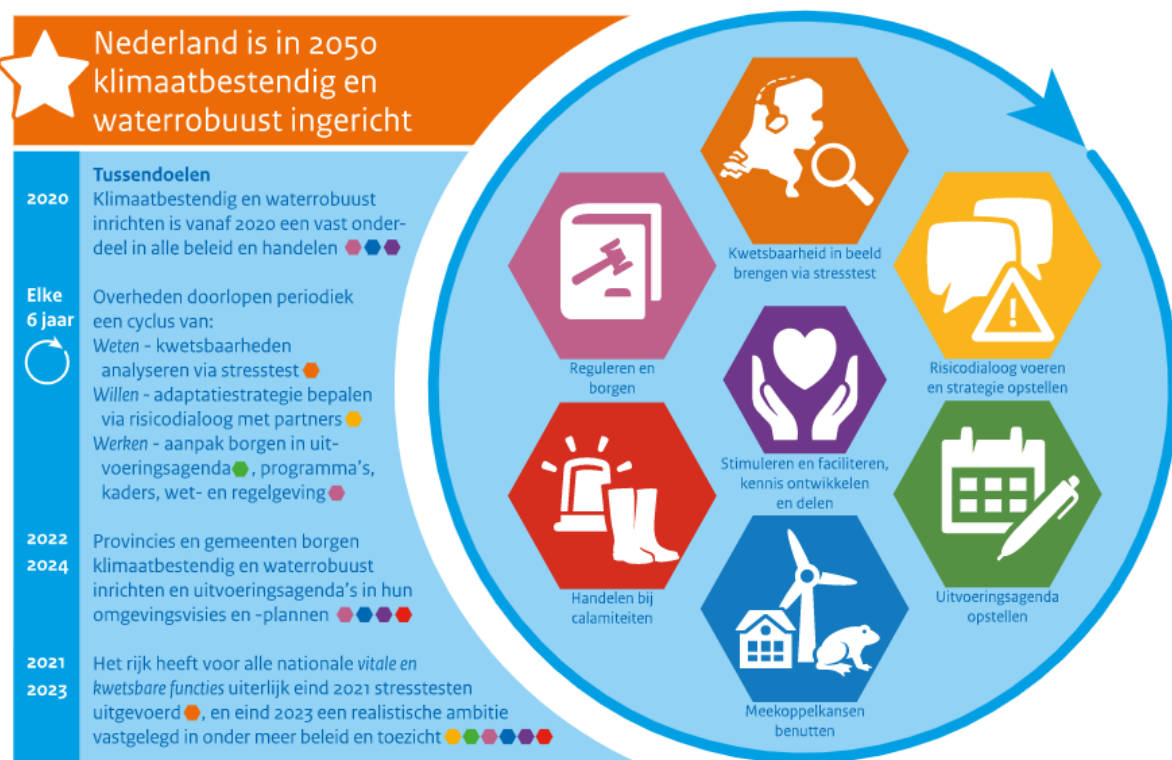 Nederland is in 2050
klimaatbestendig en
waterrobuust ingericht
Tussendoelen
2020
Klimaatbestendig en waterrobuust
inrichten is vanaf 2020 een vast onder-
deel in alle beleid en handelen
Elke
6 jaar
Overheden doorlopen periodiek
een cyclus van:
Weten - kwetsbaarheden
analyseren via stresstest
Willen - adaptatiestrategie bepalen
via risicodialoog met partners
Werken - aanpak borgen in uit-
voeringsagenda, programma's,
kaders, wet- en regelgeving
2022
2024
Provincies en gemeenten borgen
klimaatbestendig en waterrobuust
inrichten en uitvoeringsagenda's in hun
omgevingsvisies en -plannen
2021
2023
Het rijk heeft voor alle nationale vitale en
kwetsbare functies uiterlijk eind 2021 stresstesten
uitgevoerd, en eind 2023 een realistische ambitie
vastgelegd in onder meer beleid en toezicht
Kwetsbaarheid in beeld
brengen via stresstest
Risicodialoog voeren
en strategie opstellen
Uitvoeringsagenda
opstellen
Meekoppelkansen
benutten
Handelen bij
calamiteiten
Reguleren en
borgen
Stimuleren en faciliteren,
kennis ontwikkelen
en delen